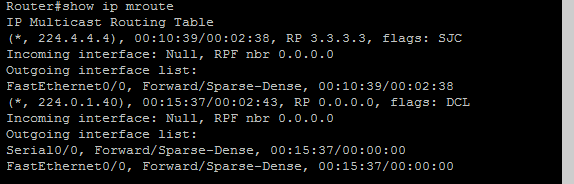 Router#show ip mroute
IP Multicast Routing Table
(*, 224.4.4.4), 00:10:39/00:02:38, RP 3.3.3.3, flags: SJC
Incoming interface: Null, RPF nbr 0.0.0.0
Outgoing interface list:
FastEthernet0/0, Forward/Sparse-Dense, 00:10:39/00:02:38
(*, 224.0.1.40), 00:15:37/00:02:43, RP 0.0.0.0, flags: DCL
Incoming interface: Null, RPF nbr 0.0.0.0
Outgoing interface list:
Serial0/0, Forward/Sparse-Dense, 00:15:37/00:00:00
FastEthernet0/0, Forward/Sparse-Dense, 00:15:37/00:00:00